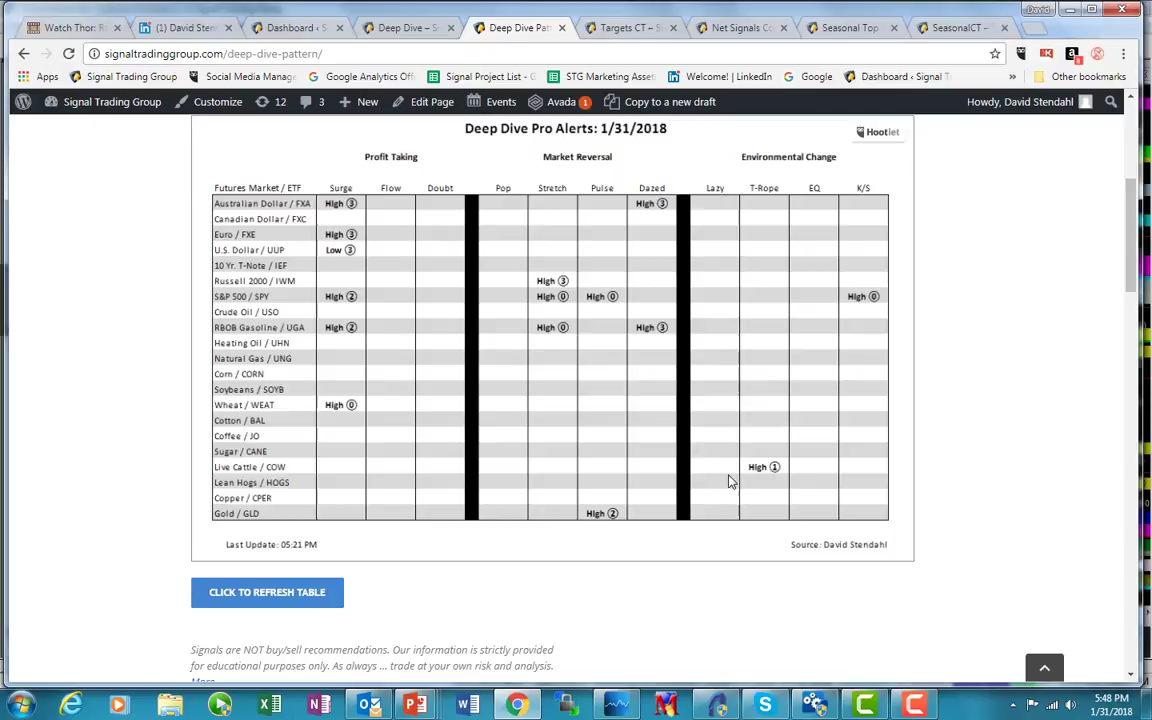 David
Watch Thor: R
(1) David Sten
Dashboard ‹ S
Deep Dive – Si
Deep Dive Pat
Targets CT – S
Net Signals Co
Seasonal Top
SeasonalCT –
signaltradinggroup.com/deep-dive-pattern/
8
Apps Signal Trading Group Social Media Manage Google Analytics Offi Signal Project List - G STG Marketing Asset Welcome! | LinkedIn Google Dashboard ‹ Signal T » Other bookmarks
Signal Trading Group Customize 12 3 New Edit Page Events Avada 1 Copy to a new draft Howdy, David Stendahl
Deep Dive Pro Alerts: 1/31/2018
Hootlet
Profit Taking Market Reversal Environmental Change
Futures Market / ETF Surge Flow Doubt Pop Stretch Pulse Dazed Lazy T-Rope EQ K/S
Australian Dollar / FXA High ③ High ③
Canadian Dollar / FXC
Euro / FXE High ③
U.S. Dollar / UUP Low ③
10 Yr. T-Note / IEF
Russell 2000 / IWM High ③
S&P 500 / SPY High ② High ⓪ High ⓪ High ⓪
Crude Oil / USO
RBOB Gasoline / UGA High ② High ⓪ High ③
Heating Oil / UHN
Natural Gas / UNG
Corn / CORN
Soybeans / SOYB
Wheat / WEAT High ⓪
Cotton / BAL
Coffee / JO
Sugar / CANE
Live Cattle / COW High ①
Lean Hogs / HOGS
Copper / CPER
Gold / GLD High ②
Last Update: 05:21 PM Source: David Stendahl
CLICK TO REFRESH TABLE
Signals are NOT buy/sell recommendations. Our information is strictly provided
for educational purposes only. As always ... trade at your own risk and analysis.
More
5:48 PM
1/31/2018